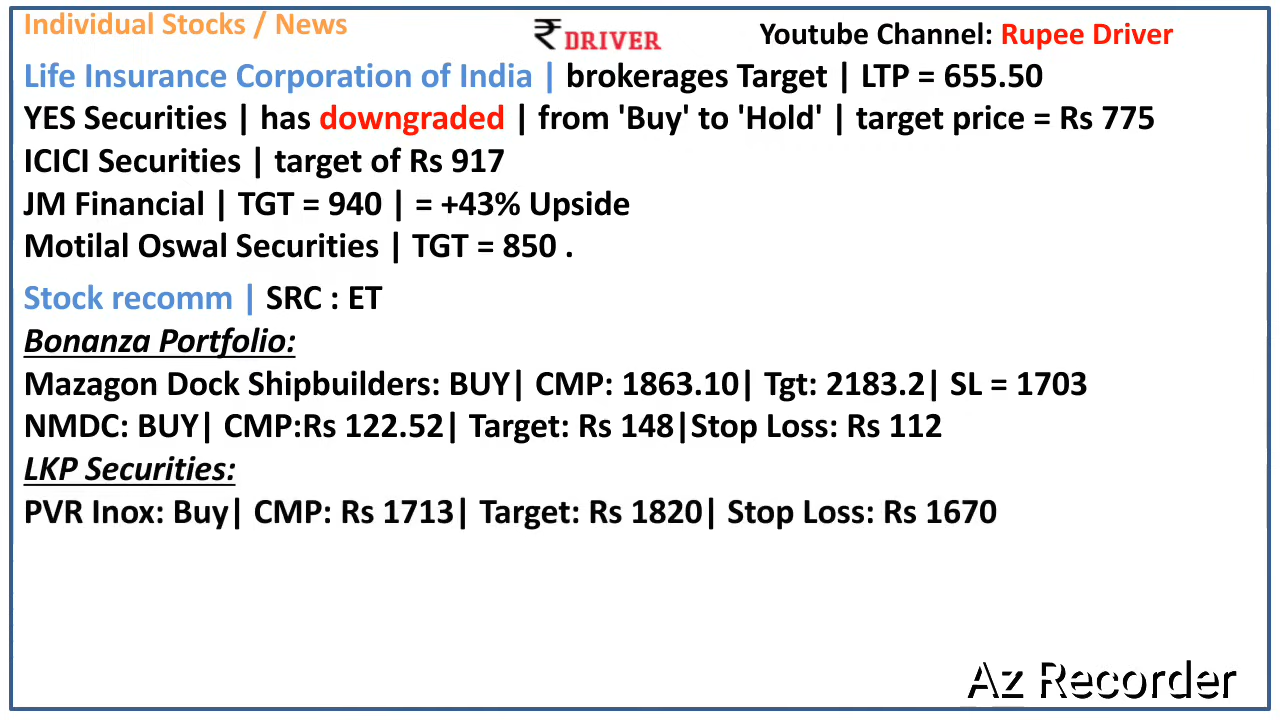 Individual Stocks / News
₹ DRIVER
Youtube Channel: Rupee Driver
Life Insurance Corporation of India | brokerages Target | LTP = 655.50
YES Securities | has downgraded | from 'Buy' to 'Hold' | target price = Rs 775
ICICI Securities | target of Rs 917
JM Financial | TGT = 940 | = +43% Upside
Motilal Oswal Securities | TGT = 850 .
Stock recomm | SRC : ET
Bonanza Portfolio:
Mazagon Dock Shipbuilders: BUY| CMP: 1863.10| Tgt: 2183.2| SL = 1703
NMDC: BUY| CMP:Rs 122.52| Target: Rs 148|Stop Loss: Rs 112
LKP Securities:
PVR Inox: Buy| CMP: Rs 1713| Target: Rs 1820| Stop Loss: Rs 1670
Az Recorder